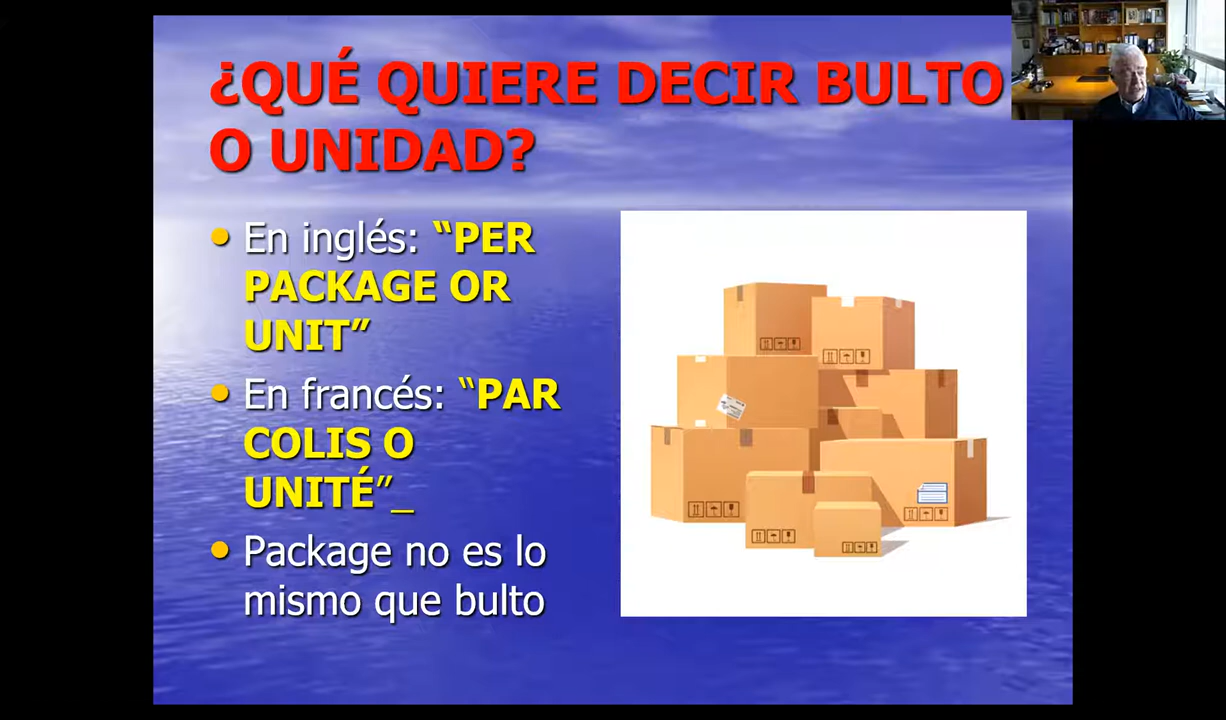 ¿QUÉ QUIERE DECIR BULTO
O UNIDAD?
En inglés: “PER
PACKAGE OR
UNIT”
En francés: “PAR
COLIS O
UNITÉ”_
Package no es lo
mismo que bulto